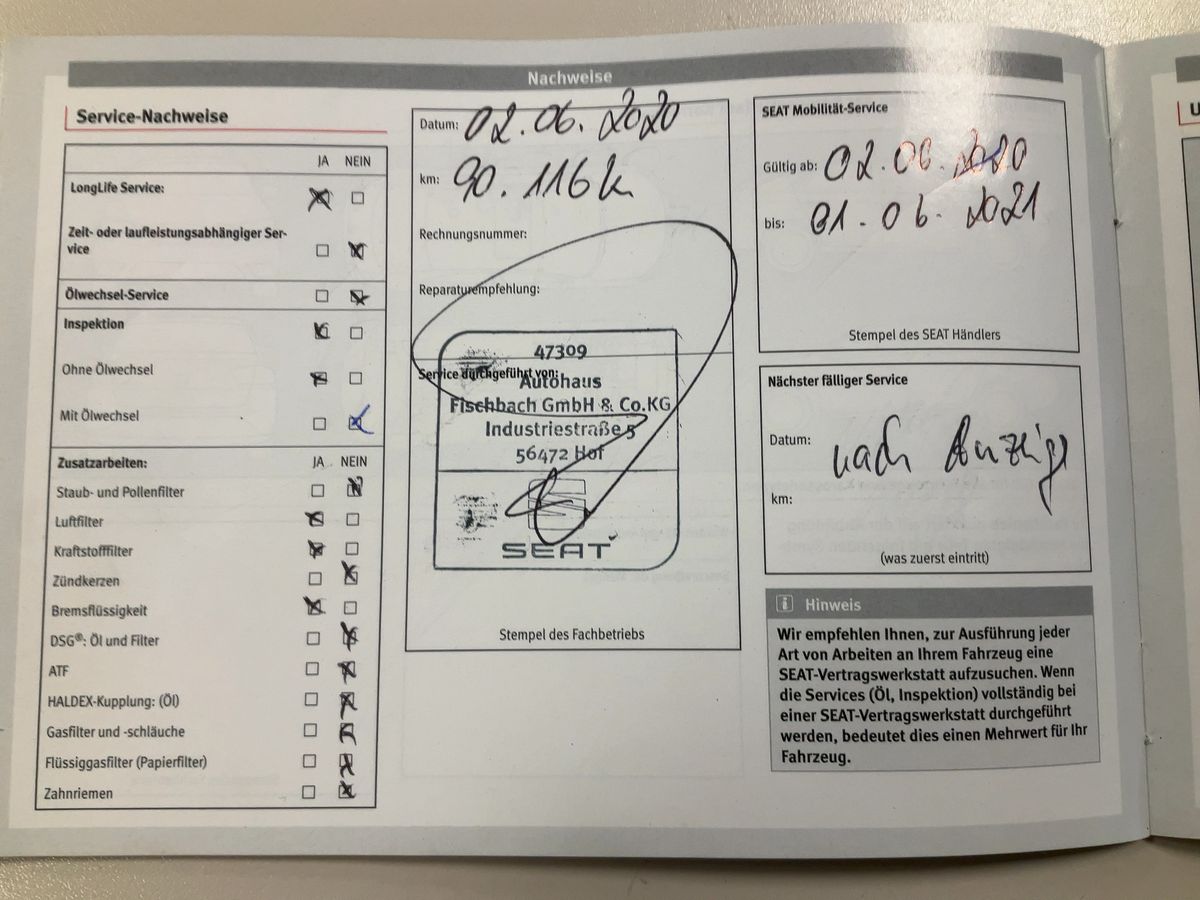 Nachweise
Service-Nachweise
JA NEIN
LongLife Service:
Zeit- oder laufleistungsabhängiger Ser-
vice
Ölwechsel-Service
Inspektion
Ohne Ölwechsel
Mit Ölwechsel
Zusatzarbeiten: JA NEIN
Staub- und Pollenfilter
Luftfilter
Kraftstofffilter
Zündkerzen
Bremsflüssigkeit
DSG®: Öl und Filter
ATF
HALDEX-Kupplung: (Öl)
Gasfilter und -schläuche
Flüssiggasfilter (Papierfilter)
Zahnriemen
Datum: 02.06.2020
km: 90.116 k
Rechnungsnummer:
Reparaturempfehlung:
47309
Service durchgeführt von:
Autohaus
Fischbach GmbH & Co.KG
Industriestraße 5
56472 Hof
SEAT
Stempel des Fachbetriebs
SEAT Mobilität-Service
Gültig ab: 02.06.2020
bis: 01.06.2021
Stempel des SEAT Händlers
Nächster fälliger Service
Datum: nach Anzeige
km:
(was zuerst eintritt)
i Hinweis
Wir empfehlen Ihnen, zur Ausführung jeder
Art von Arbeiten an Ihrem Fahrzeug eine
SEAT-Vertragswerkstatt aufzusuchen. Wenn
die Services (Öl, Inspektion) vollständig bei
einer SEAT-Vertragswerkstatt durchgeführt
werden, bedeutet dies einen Mehrwert für Ihr
Fahrzeug.
U